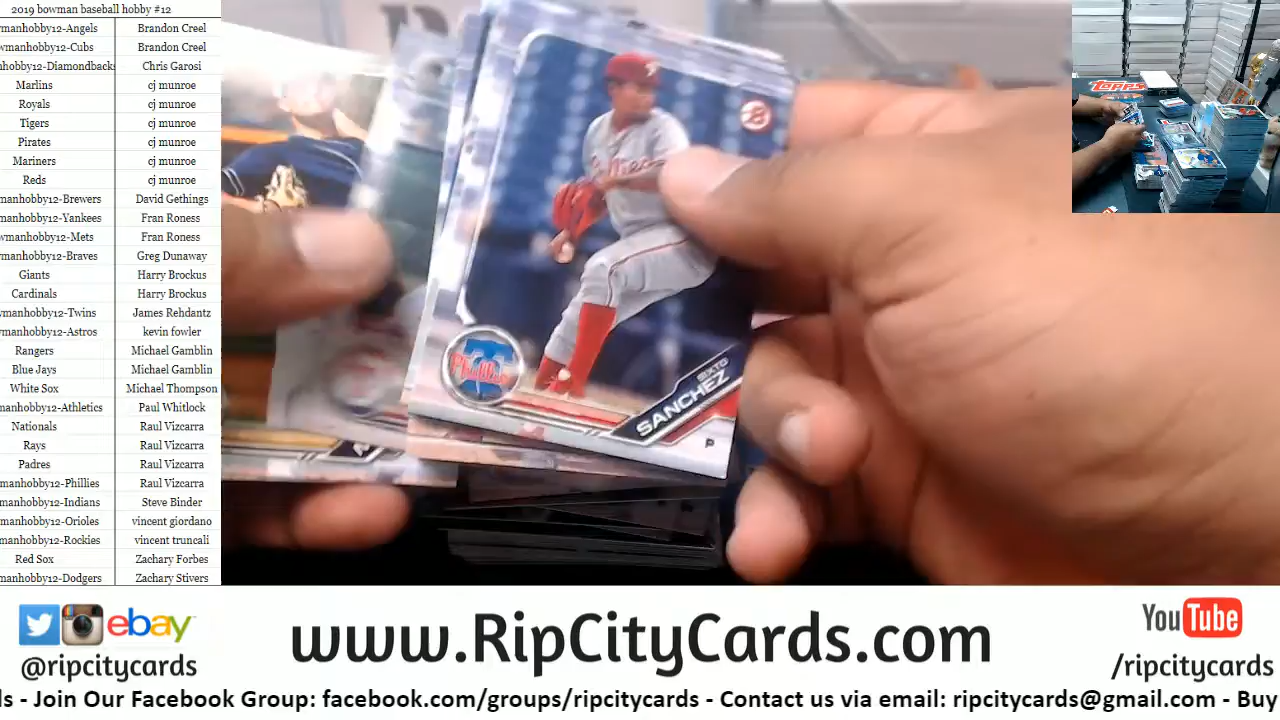 2019 bowman baseball hobby #12
wmanhobby12-Angels Brandon Creel
wmanhobby12-Cubs Brandon Creel
hobby12-Diamondbacks Chris Garosi
Marlins cj munroe
Royals cj munroe
Tigers cj munroe
Pirates cj munroe
Mariners cj munroe
Reds cj munroe
manhobby12-Brewers David Gethings
manhobby12-Yankees Fran Roness
wmanhobby12-Mets Fran Roness
manhobby12-Braves Greg Dunaway
Giants Harry Brockus
Cardinals Harry Brockus
wmanhobby12-Twins James Rehdantz
wmanhobby12-Astros kevin fowler
Rangers Michael Gamblin
Blue Jays Michael Gamblin
White Sox Michael Thompson
manhobby12-Athletics Paul Whitlock
Nationals Raul Vizcarra
Rays Raul Vizcarra
Padres Raul Vizcarra
manhobby12-Phillies Raul Vizcarra
manhobby12-Indians Steve Binder
manhobby12-Orioles vincent giordano
manhobby12-Rockies vincent truncali
Red Sox Zachary Forbes
manhobby12-Dodgers Zachary Stivers
Phillies
Phillies
SIXTO
SANCHEZ
P
TOPPS
ebay
@ripcitycards
www.RipCityCards.com
YouTube
/ripcitycards
ds - Join Our Facebook Group: facebook.com/groups/ripcitycards - Contact us via email: ripcitycards@gmail.com - Buy